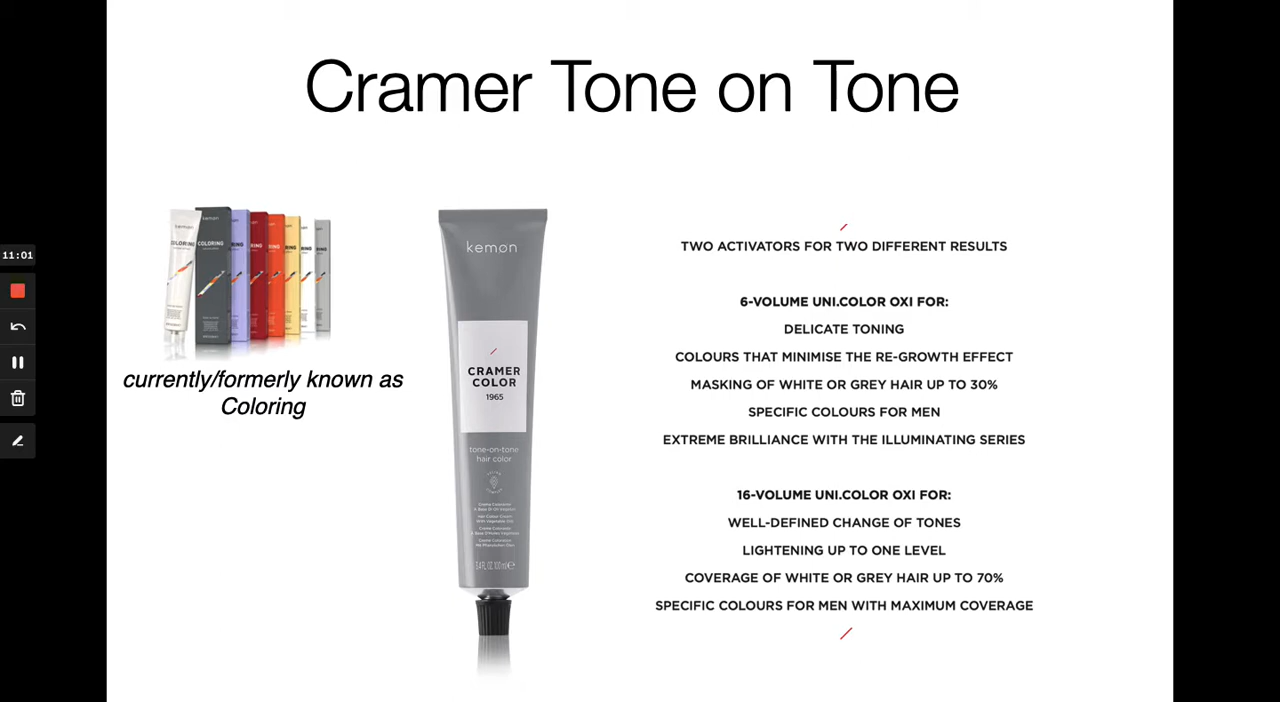 Cramer Tone on Tone
11:01
kemon
COLORING
COLORING
currently/formerly known as
Coloring
kemon
CRAMER
COLOR
1965
tone-on-tone
hair color
TWO ACTIVATORS FOR TWO DIFFERENT RESULTS
6-VOLUME UNI.COLOR OXI FOR:
DELICATE TONING
COLOURS THAT MINIMISE THE RE-GROWTH EFFECT
MASKING OF WHITE OR GREY HAIR UP TO 30%
SPECIFIC COLOURS FOR MEN
EXTREME BRILLIANCE WITH THE ILLUMINATING SERIES
16-VOLUME UNI.COLOR OXI FOR:
WELL-DEFINED CHANGE OF TONES
LIGHTENING UP TO ONE LEVEL
COVERAGE OF WHITE OR GREY HAIR UP TO 70%
SPECIFIC COLOURS FOR MEN WITH MAXIMUM COVERAGE